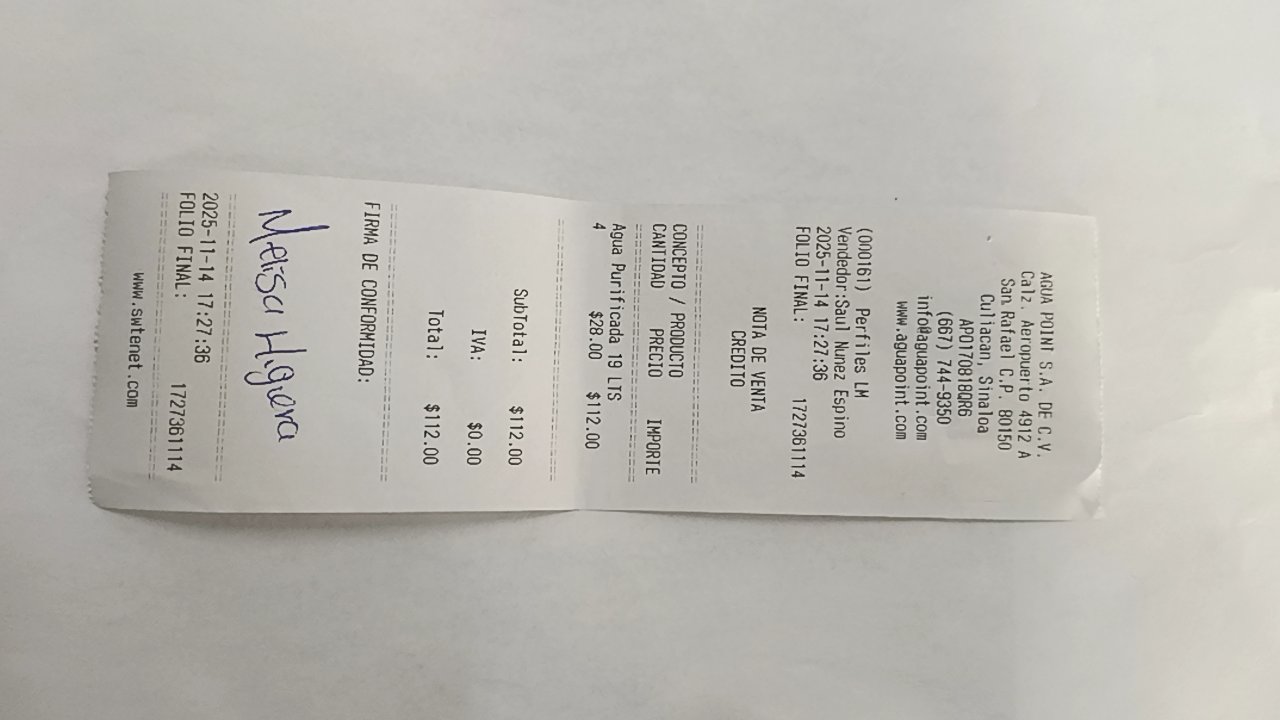 AGUA POINT S.A. DE C.V.
Calz. Aeropuerto 4912 A
San Rafael C.P. 80150
Culiacan, Sinaloa
APO170818QR6
(667) 744-9350
info@aguapoint.com
www.aguapoint.com
(000161) Perfiles LM
Vendedor:Saul Nunez Espino
2025-11-14 17:27:36
FOLIO FINAL: 1727361114
NOTA DE VENTA
CREDITO
CONCEPTO / PRODUCTO
CANTIDAD PRECIO IMPORTE
Agua Purificada 19 LTS
4 $28.00 $112.00
SubTotal: $112.00
IVA: $0.00
Total: $112.00
FIRMA DE CONFORMIDAD:
Melisa Higuera
2025-11-14 17:27:36
FOLIO FINAL: 1727361114
www.swtenet.com